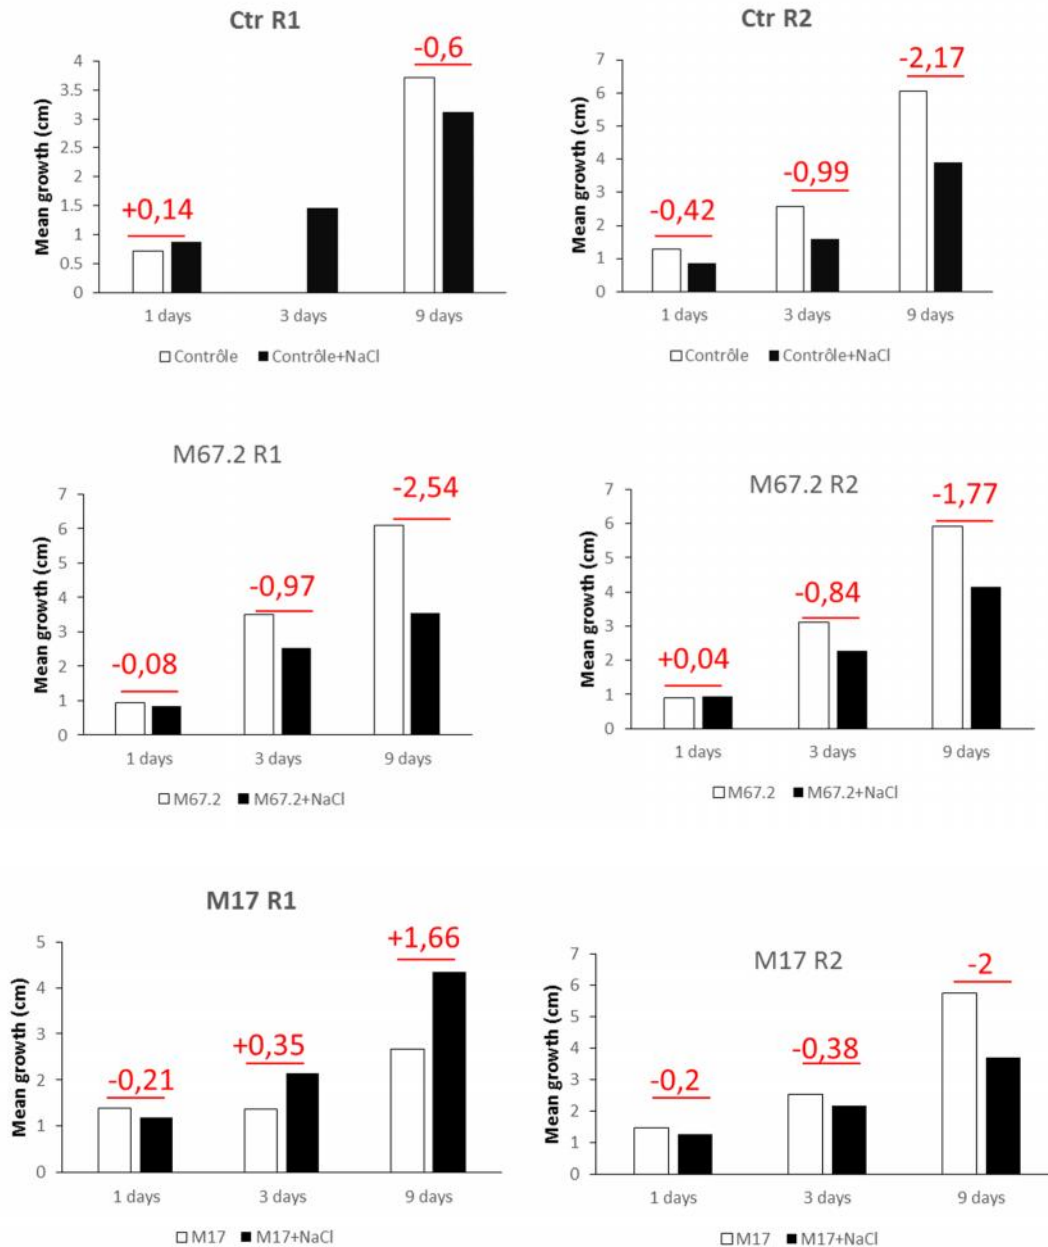 Ctr R1
Mean growth (cm)
4
3.5
3
2.5
2
1.5
1
0.5
0
+0,14
-0,6
1 days 3 days 9 days
Contrôle Contrôle+NaCl
Ctr R2
Mean growth (cm)
7
6
5
4
3
2
1
0
-0,42
-0,99
-2,17
1 days 3 days 9 days
Contrôle Contrôle+NaCl
M67.2 R1
Mean growth (cm)
7
6
5
4
3
2
1
0
-0,08
-0,97
-2,54
1 days 3 days 9 days
M67.2 M67.2+NaCl
M67.2 R2
Mean growth (cm)
7
6
5
4
3
2
1
0
+0,04
-0,84
-1,77
1 days 3 days 9 days
M67.2 M67.2+NaCl
M17 R1
Mean growth (cm)
5
4
3
2
1
0
-0,21
+0,35
+1,66
1 days 3 days 9 days
M17 M17+NaCl
M17 R2
Mean growth (cm)
7
6
5
4
3
2
1
0
-0,2
-0,38
-2
1 days 3 days 9 days
M17 M17+NaCl